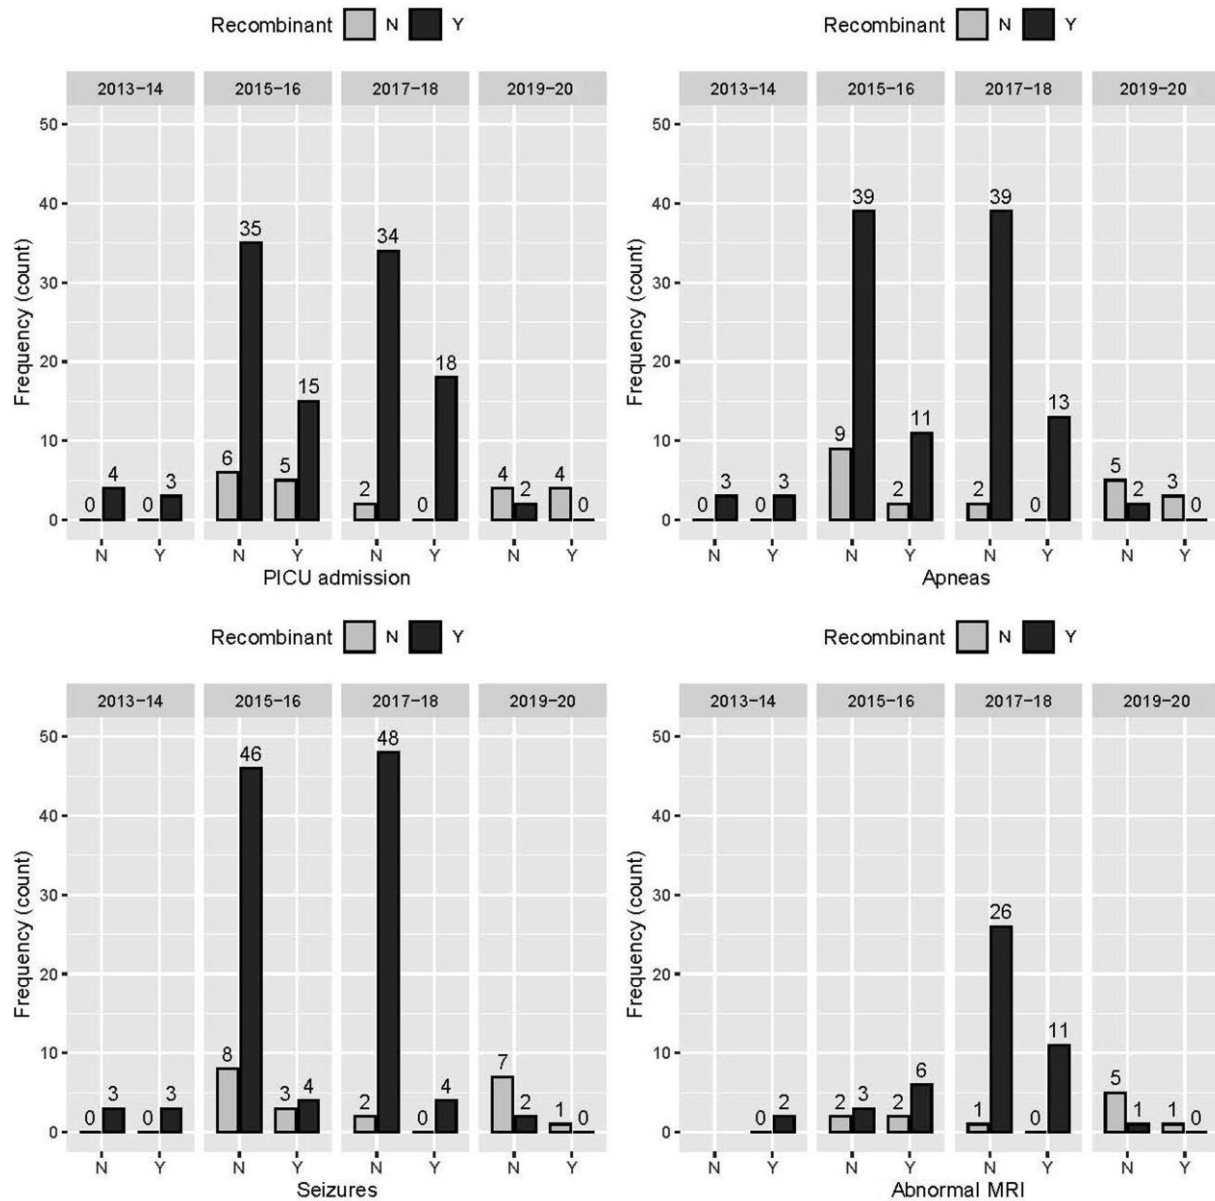 Recombinant N Y
2013-14 2015-16 2017-18 2019-20
Frequency (count)
50
40
30
20
10
0
0 4 0 3 6 35 5 15 2 34 0 18 4 2 4 0
N Y N Y N Y N Y
PICU admission
Recombinant N Y
2013-14 2015-16 2017-18 2019-20
Frequency (count)
50
40
30
20
10
0
0 3 0 3 9 39 2 11 2 39 0 13 5 2 3 0
N Y N Y N Y N Y
Apneas
Recombinant N Y
2013-14 2015-16 2017-18 2019-20
Frequency (count)
50
40
30
20
10
0
0 3 0 3 8 46 3 4 2 48 0 4 7 2 1 0
N Y N Y N Y N Y
Seizures
Recombinant N Y
2013-14 2015-16 2017-18 2019-20
Frequency (count)
50
40
30
20
10
0
0 2 2 3 2 6 1 26 0 11 5 1 1 0
N Y N Y N Y N Y
Abnormal MRI